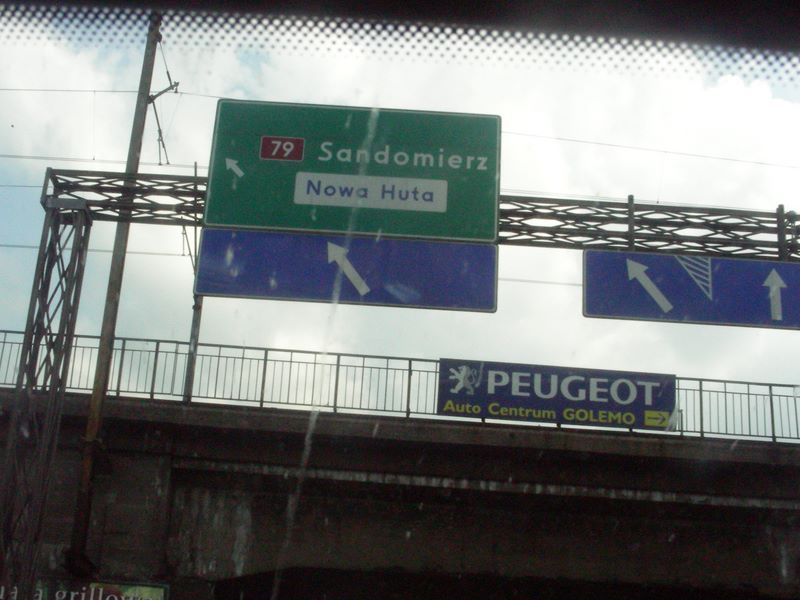 79 Sandomierz
Nowa Huta
PEUGEOT
Auto Centrum GOLEMO